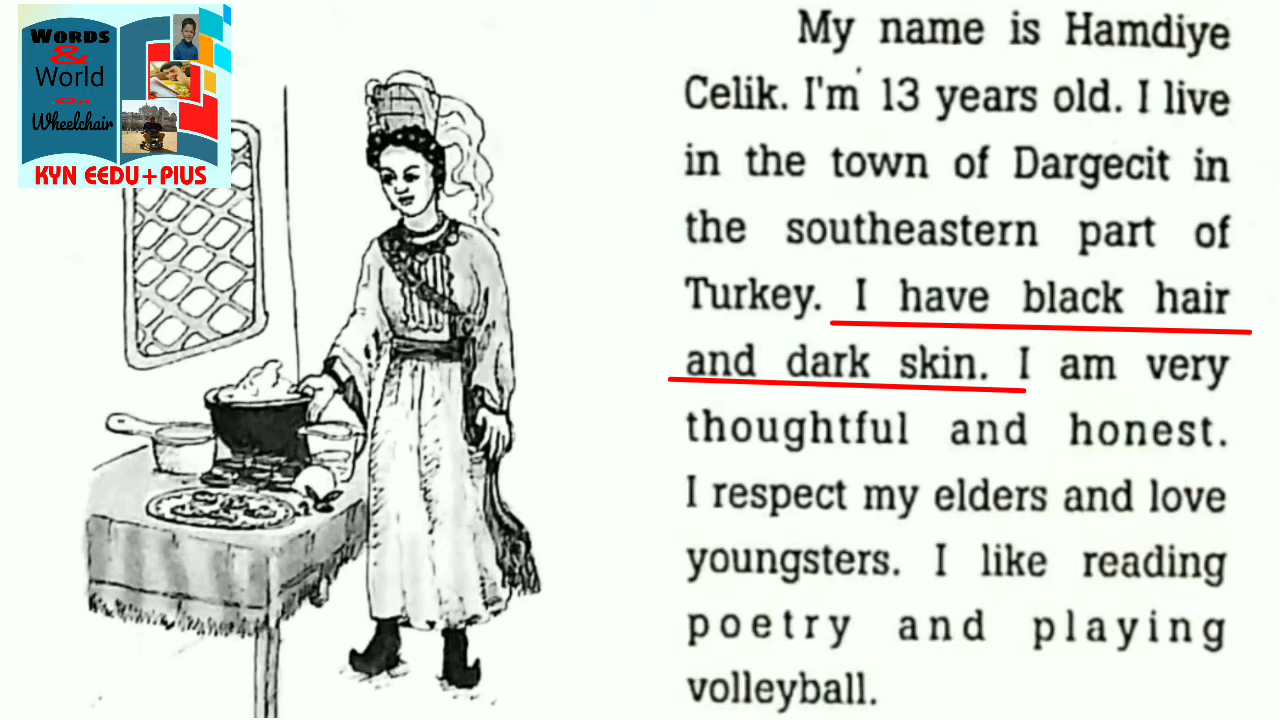 WORDS
&
World
On
Wheelchair
KYN EEDU+PIUS
My name is Hamdiye
Celik. I'm 13 years old. I live
in the town of Dargecit in
the southeastern part of
Turkey. I have black hair
and dark skin. I am very
thoughtful and honest.
I respect my elders and love
youngsters. I like reading
poetry and playing
volleyball.